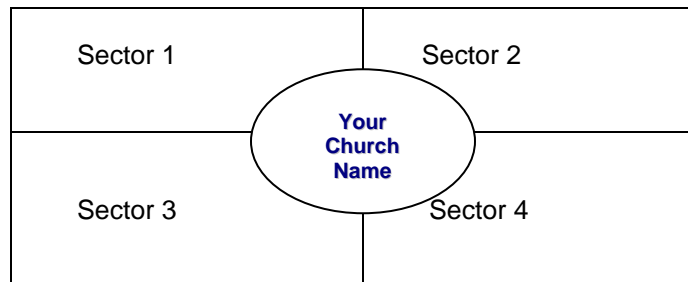 Sector 1
Sector 2
Your
Church
Name
Sector 3
Sector 4